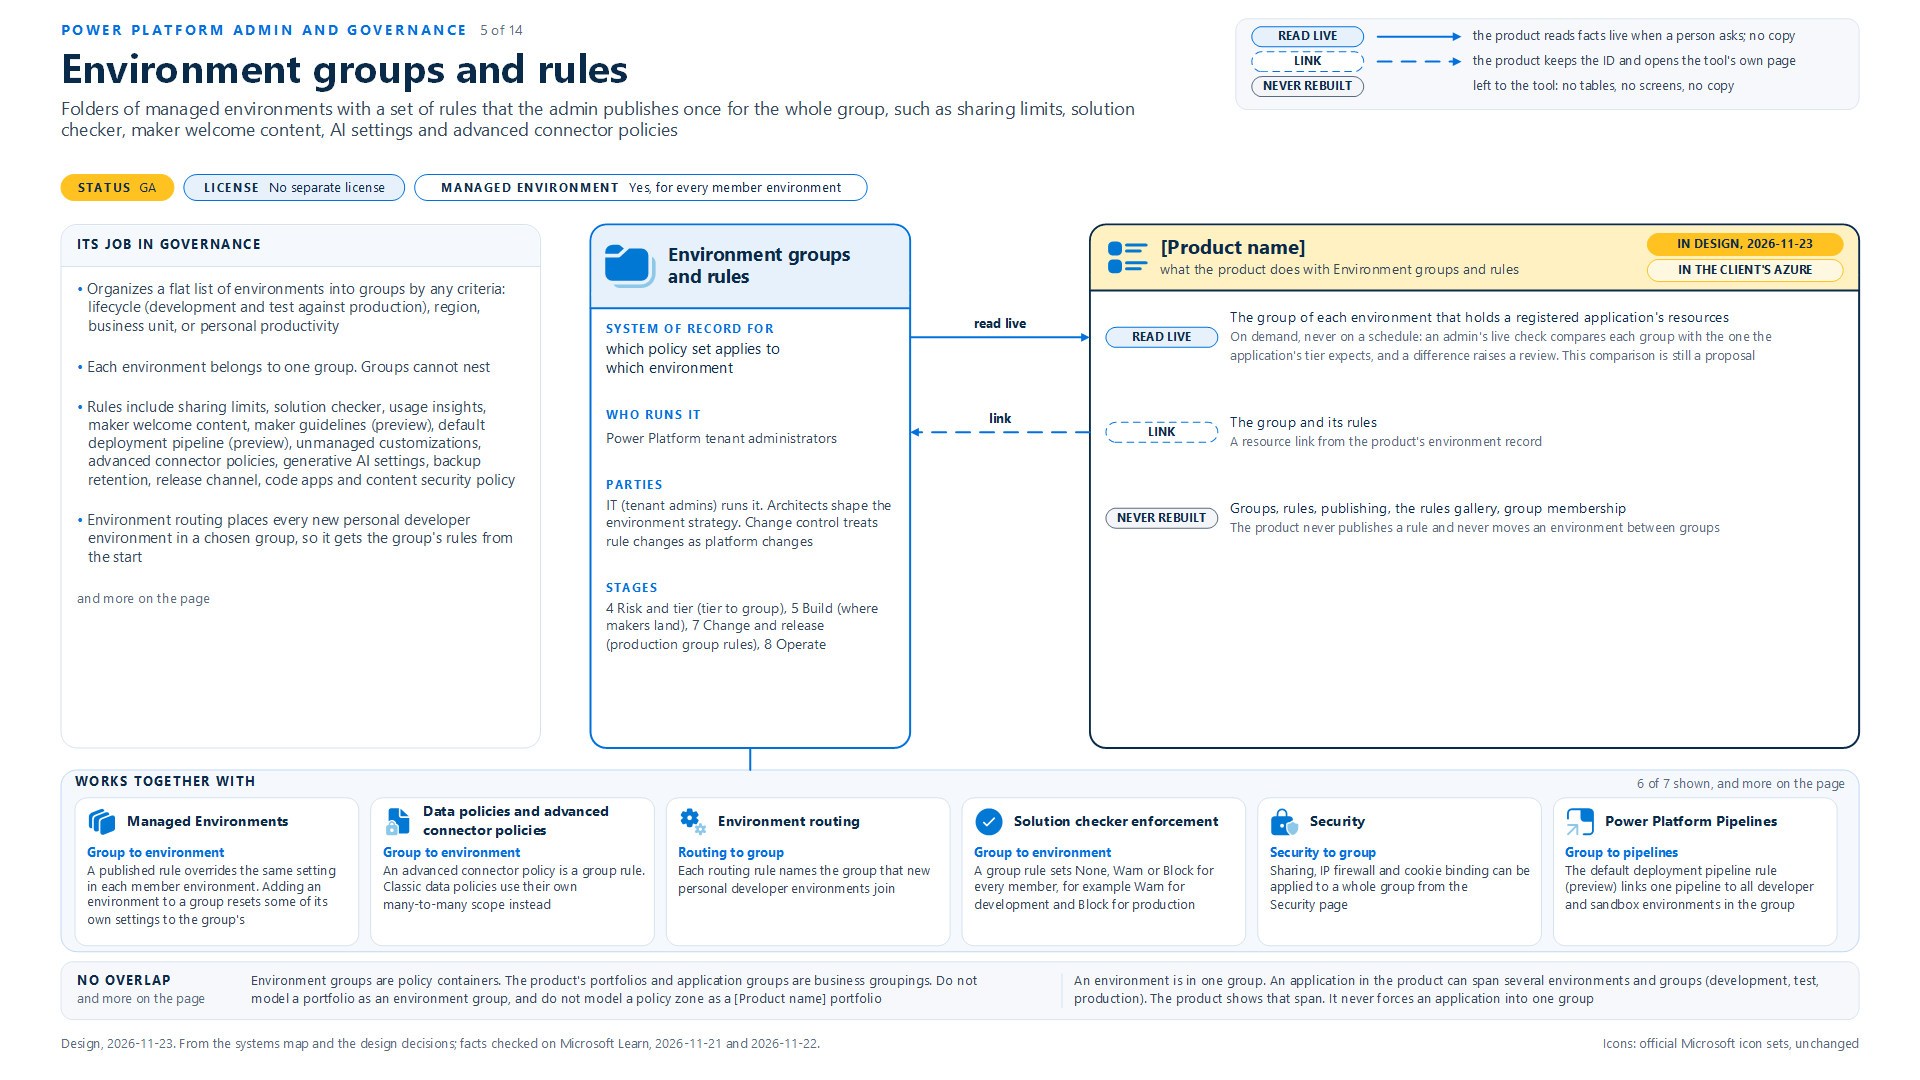 POWER PLATFORM ADMIN AND GOVERNANCE 5 of 14
Environment groups and rules
Folders of managed environments with a set of rules that the admin publishes once for the whole group, such as sharing limits, solution
checker, maker welcome content, AI settings and advanced connector policies
READ LIVE the product reads facts live when a person asks; no copy
LINK the product keeps the ID and opens the tool's own page
NEVER REBUILT left to the tool: no tables, no screens, no copy
STATUS GA
LICENSE No separate license
MANAGED ENVIRONMENT Yes, for every member environment
ITS JOB IN GOVERNANCE
• Organizes a flat list of environments into groups by any criteria:
lifecycle (development and test against production), region,
business unit, or personal productivity
• Each environment belongs to one group. Groups cannot nest
• Rules include sharing limits, solution checker, usage insights,
maker welcome content, maker guidelines (preview), default
deployment pipeline (preview), unmanaged customizations,
advanced connector policies, generative AI settings, backup
retention, release channel, code apps and content security policy
• Environment routing places every new personal developer
environment in a chosen group, so it gets the group's rules from
the start
and more on the page
Environment groups
and rules
SYSTEM OF RECORD FOR
which policy set applies to
which environment
WHO RUNS IT
Power Platform tenant administrators
PARTIES
IT (tenant admins) runs it. Architects shape the
environment strategy. Change control treats
rule changes as platform changes
STAGES
4 Risk and tier (tier to group), 5 Build (where
makers land), 7 Change and release
(production group rules), 8 Operate
read live
link
[Product name]
what the product does with Environment groups and rules
IN DESIGN, 2026-11-23
IN THE CLIENT'S AZURE
READ LIVE
The group of each environment that holds a registered application's resources
On demand, never on a schedule: an admin's live check compares each group with the one the
application's tier expects, and a difference raises a review. This comparison is still a proposal
LINK
The group and its rules
A resource link from the product's environment record
NEVER REBUILT
Groups, rules, publishing, the rules gallery, group membership
The product never publishes a rule and never moves an environment between groups
WORKS TOGETHER WITH
6 of 7 shown, and more on the page
Managed Environments
Group to environment
A published rule overrides the same setting
in each member environment. Adding an
environment to a group resets some of its
own settings to the group's
Data policies and advanced
connector policies
Group to environment
An advanced connector policy is a group rule.
Classic data policies use their own
many-to-many scope instead
Environment routing
Routing to group
Each routing rule names the group that new
personal developer environments join
Solution checker enforcement
Group to environment
A group rule sets None, Warn or Block for
every member, for example Warn for
development and Block for production
Security
Security to group
Sharing, IP firewall and cookie binding can be
applied to a whole group from the
Security page
Power Platform Pipelines
Group to pipelines
The default deployment pipeline rule
(preview) links one pipeline to all developer
and sandbox environments in the group
NO OVERLAP
and more on the page
Environment groups are policy containers. The product's portfolios and application groups are business groupings. Do not
model a portfolio as an environment group, and do not model a policy zone as a [Product name] portfolio
An environment is in one group. An application in the product can span several environments and groups (development, test,
production). The product shows that span. It never forces an application into one group
Design, 2026-11-23. From the systems map and the design decisions; facts checked on Microsoft Learn, 2026-11-21 and 2026-11-22.
Icons: official Microsoft icon sets, unchanged